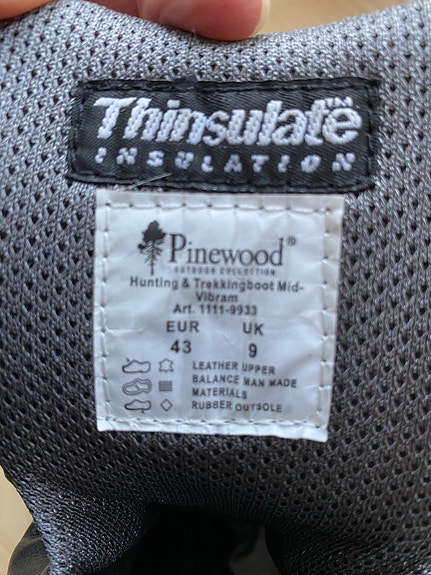 Thinsulate™
INSULATION
Pinewood®
OUTDOOR COLLECTION
Hunting & Trekkingboot Mid-
Vibram
Art. 1111-9933
EUR UK
43 9
LEATHER UPPER
BALANCE MAN MADE
MATERIALS
RUBBER OUTSOLE